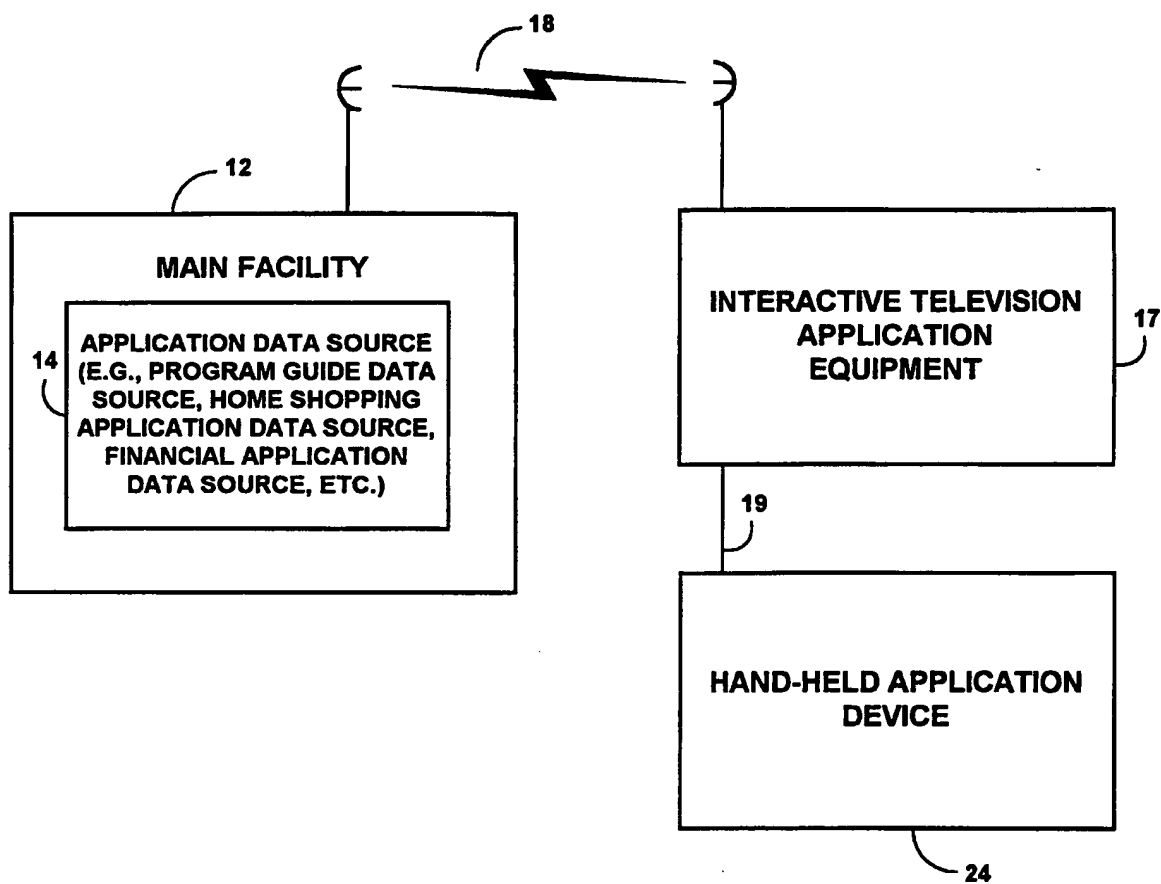 18
12
MAIN FACILITY
14
APPLICATION DATA SOURCE
(E.G., PROGRAM GUIDE DATA
SOURCE, HOME SHOPPING
APPLICATION DATA SOURCE,
FINANCIAL APPLICATION
DATA SOURCE, ETC.)
INTERACTIVE TELEVISION
APPLICATION
EQUIPMENT
17
19
HAND-HELD APPLICATION
DEVICE
24